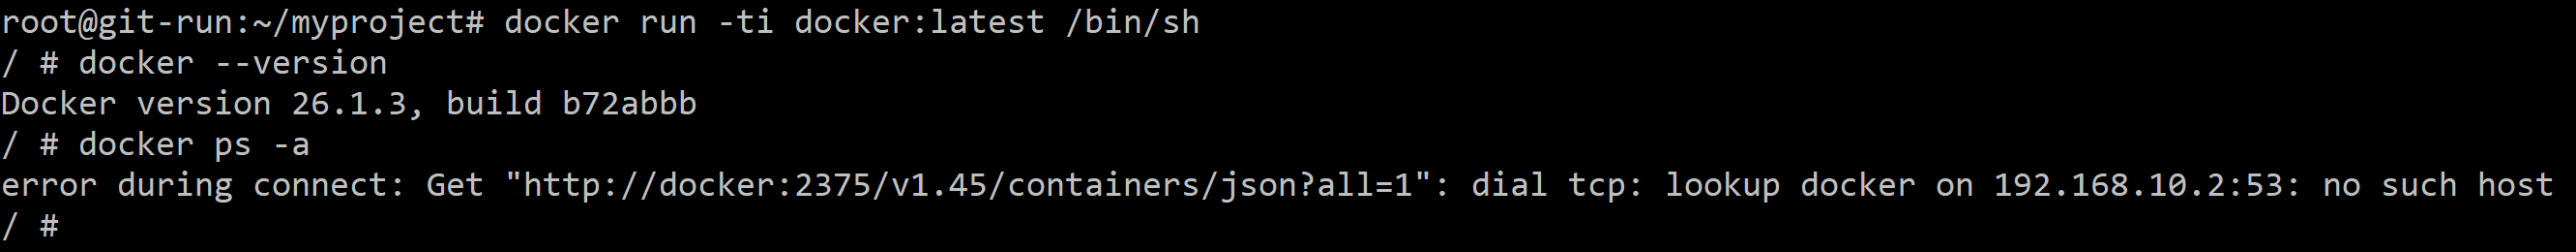 root@git-run:~/myproject# docker run -ti docker:latest /bin/sh
/ # docker --version
Docker version 26.1.3, build b72abbb
/ # docker ps -a
error during connect: Get "http://docker:2375/v1.45/containers/json?all=1": dial tcp: lookup docker on 192.168.10.2:53: no such host
/ #